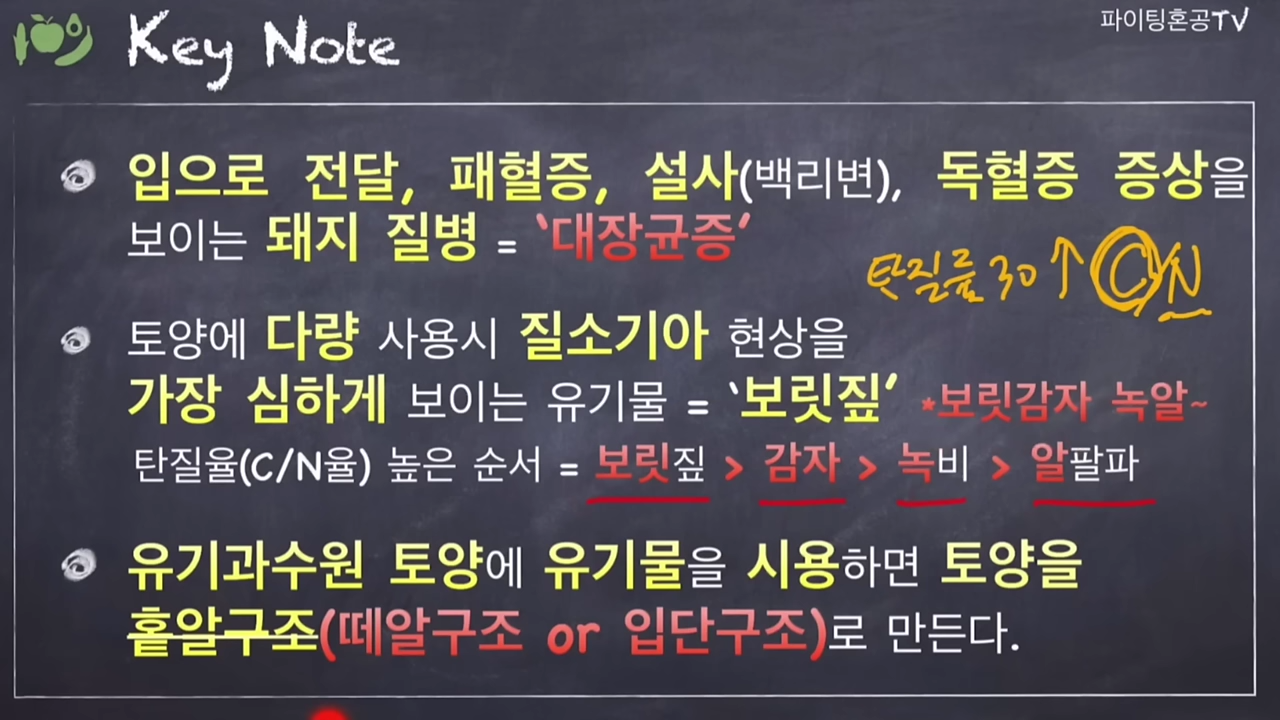 파이팅혼공TV
Key Note
입으로 전달, 패혈증, 설사(백리변), 독혈증 증상을
보이는 돼지 질병 = '대장균증'
탄질률 30↑ C/N
토양에 다량 사용시 질소기아 현상을
가장 심하게 보이는 유기물 = '보릿짚' *보릿감자 녹알~
탄질율(C/N율) 높은 순서 = 보릿짚 > 감자 > 녹비 > 알팔파
유기과수원 토양에 유기물을 시용하면 토양을
홑알구조(떼알구조 or 입단구조)로 만든다.